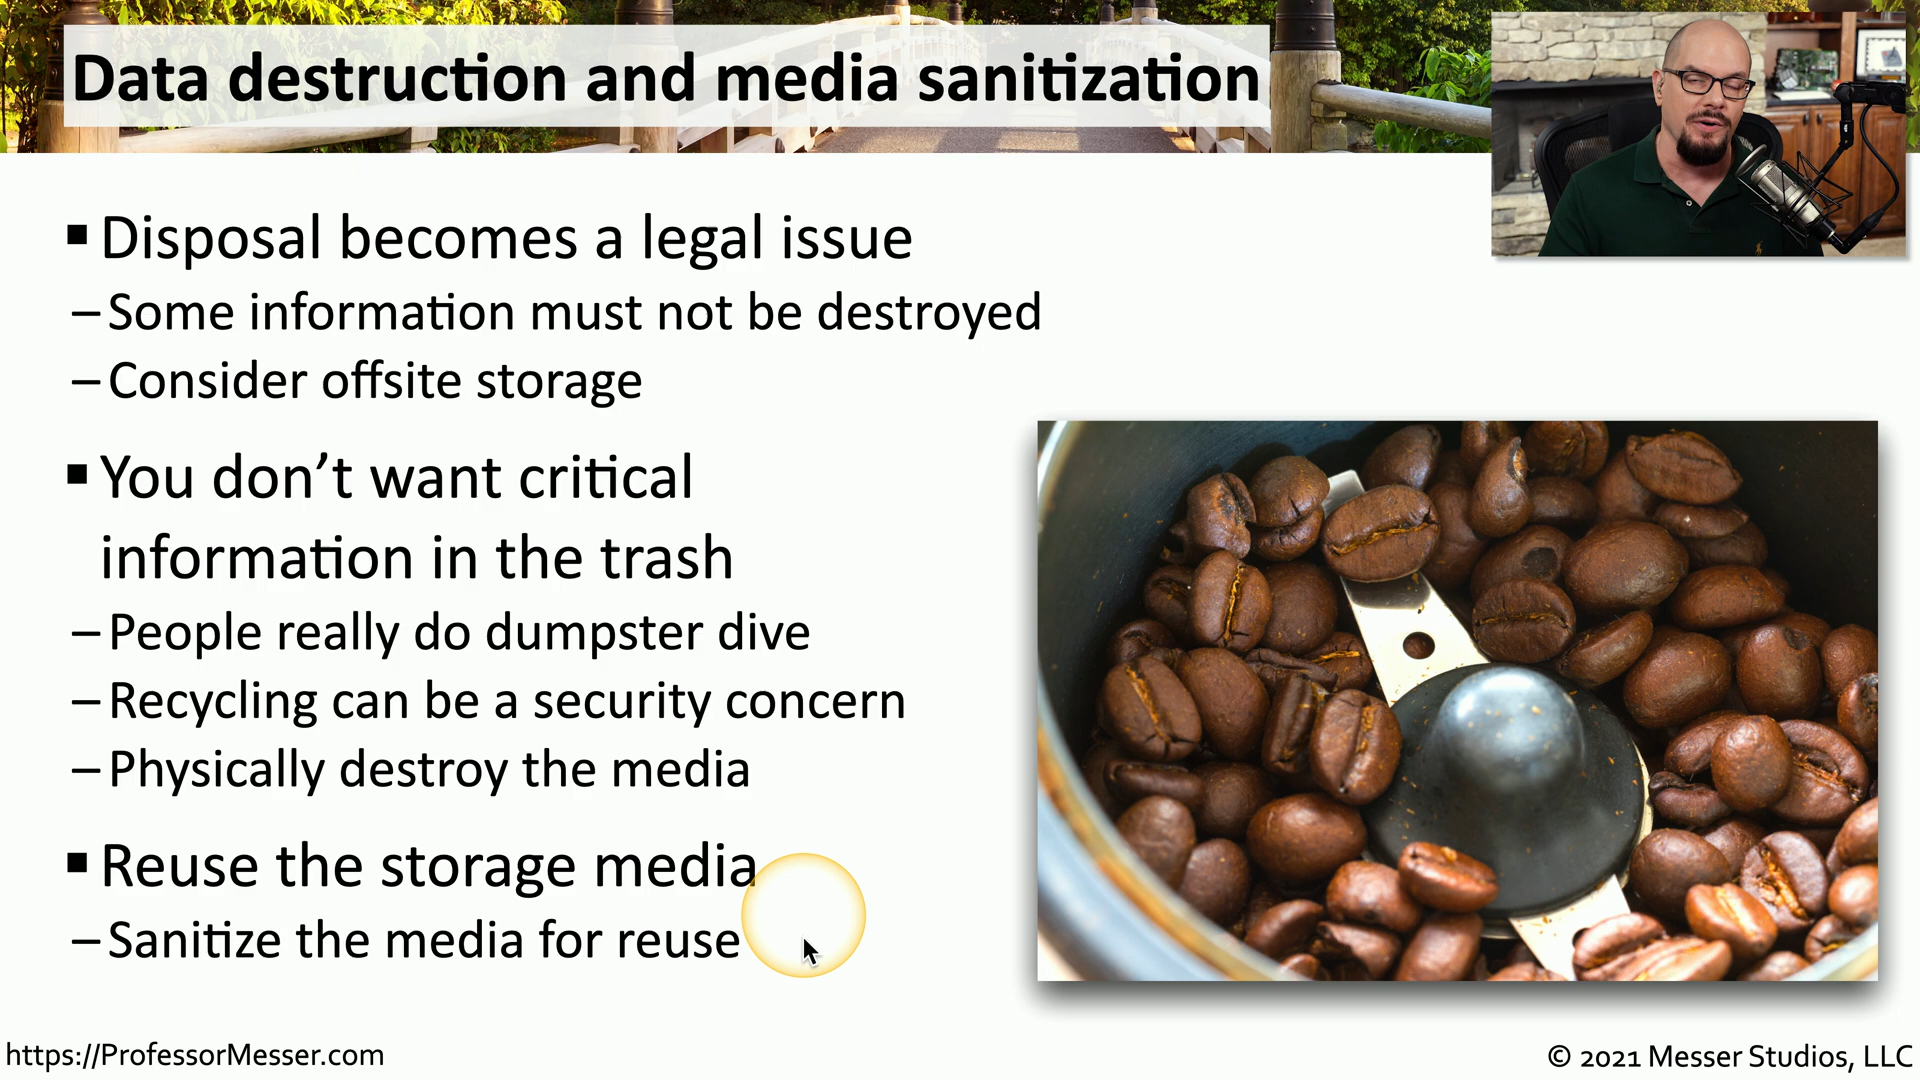 Data destruction and media sanitization
▪ Disposal becomes a legal issue
– Some information must not be destroyed
– Consider offsite storage
▪ You don’t want critical
information in the trash
– People really do dumpster dive
– Recycling can be a security concern
– Physically destroy the media
▪ Reuse the storage media
– Sanitize the media for reuse
https://ProfessorMesser.com
© 2021 Messer Studios, LLC